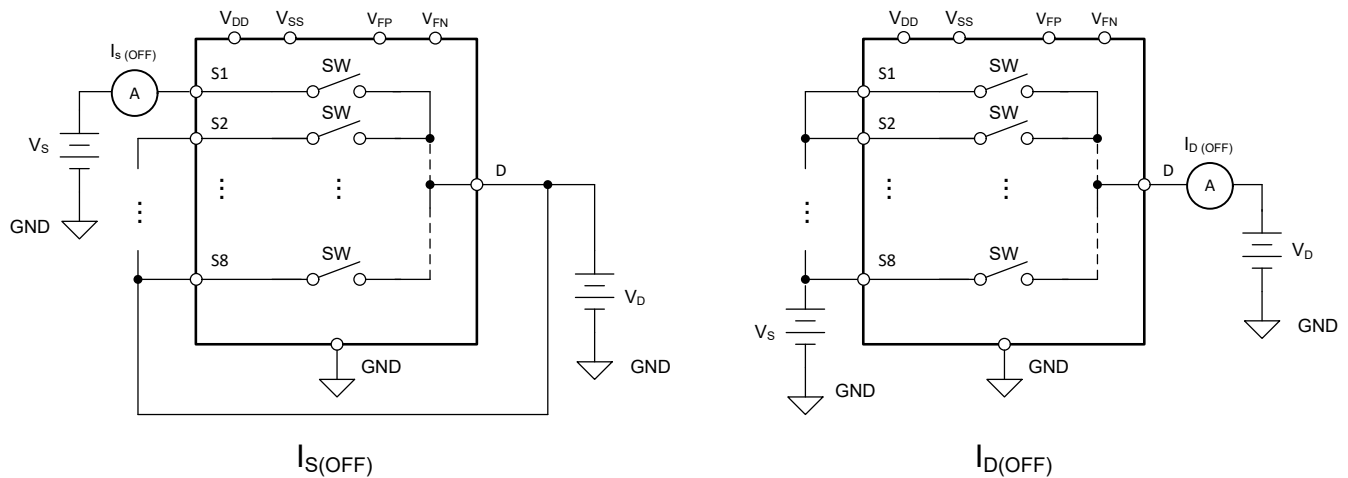 VDD VSS VFP VFN
Is (OFF)
A
S1 SW
S2 SW
VS
D
GND
S8 SW
VD
GND
GND
IS(OFF)
VDD VSS VFP VFN
S1 SW
S2 SW
ID (OFF)
D
A
S8 SW
VD
VS
GND
GND
GND
ID(OFF)